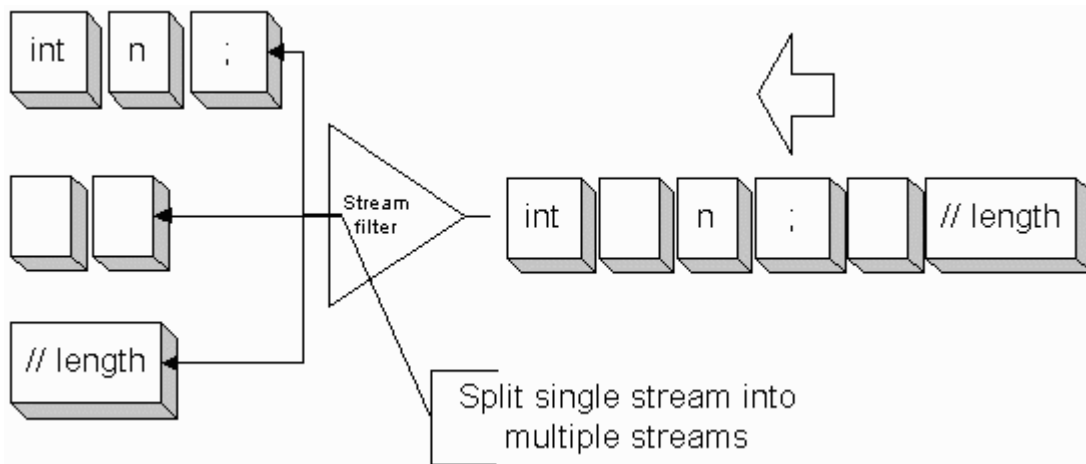 int n ;
Stream
filter
int n ; // length
// length
Split single stream into
multiple streams